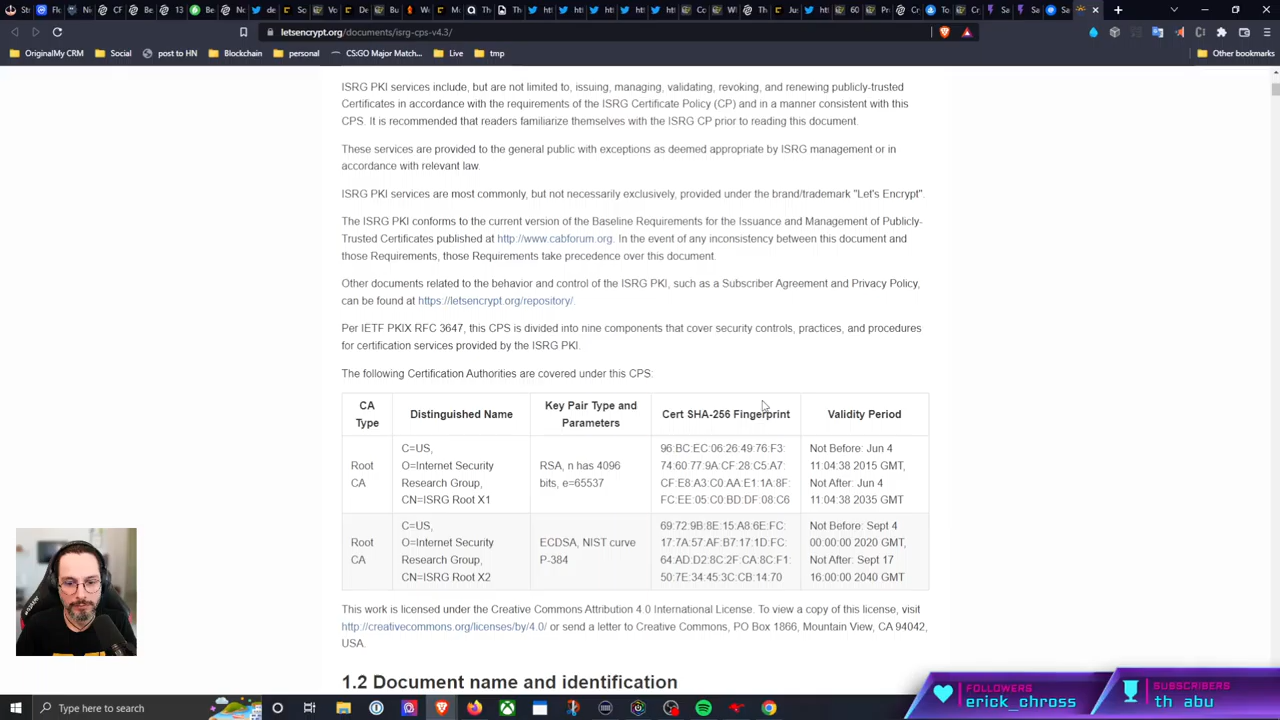 letsencrypt.org/documents/isrg-cps-v4.3/
OriginalMy CRM
Social
post to HN
Blockchain
personal
CS:GO Major Match...
Live
tmp
Other bookmarks
ISRG PKI services include, but are not limited to, issuing, managing, validating, revoking, and renewing publicly-trusted
Certificates in accordance with the requirements of the ISRG Certificate Policy (CP) and in a manner consistent with this
CPS. It is recommended that readers familiarize themselves with the ISRG CP prior to reading this document.
These services are provided to the general public with exceptions as deemed appropriate by ISRG management or in
accordance with relevant law.
ISRG PKI services are most commonly, but not necessarily exclusively, provided under the brand/trademark "Let's Encrypt".
The ISRG PKI conforms to the current version of the Baseline Requirements for the Issuance and Management of Publicly-
Trusted Certificates published at http://www.cabforum.org. In the event of any inconsistency between this document and
those Requirements, those Requirements take precedence over this document.
Other documents related to the behavior and control of the ISRG PKI, such as a Subscriber Agreement and Privacy Policy,
can be found at https://letsencrypt.org/repository/.
Per IETF PKIX RFC 3647, this CPS is divided into nine components that cover security controls, practices, and procedures
for certification services provided by the ISRG PKI.
The following Certification Authorities are covered under this CPS:
CA
Type
Distinguished Name
Key Pair Type and
Parameters
Cert SHA-256 Fingerprint
Validity Period
Root
CA
C=US,
O=Internet Security
Research Group,
CN=ISRG Root X1
RSA, n has 4096
bits, e=65537
96:BC:EC:06:26:49:76:F3:
74:60:77:9A:CF:28:C5:A7:
CF:E8:A3:C0:AA:E1:1A:8F:
FC:EE:05:C0:BD:DF:08:C6
Not Before: Jun 4
11:04:38 2015 GMT,
Not After: Jun 4
11:04:38 2035 GMT
Root
CA
C=US,
O=Internet Security
Research Group,
CN=ISRG Root X2
ECDSA, NIST curve
P-384
69:72:9B:8E:15:A8:6E:FC:
17:7A:57:AF:B7:17:1D:FC:
64:AD:D2:8C:2F:CA:8C:F1:
50:7E:34:45:3C:CB:14:70
Not Before: Sept 4
00:00:00 2020 GMT,
Not After: Sept 17
16:00:00 2040 GMT
This work is licensed under the Creative Commons Attribution 4.0 International License. To view a copy of this license, visit
http://creativecommons.org/licenses/by/4.0/ or send a letter to Creative Commons, PO Box 1866, Mountain View, CA 94042,
USA.
1.2 Document name and identification
FOLLOWERS
erick_chross
SUBSCRIBERS
th_abu
Type here to search